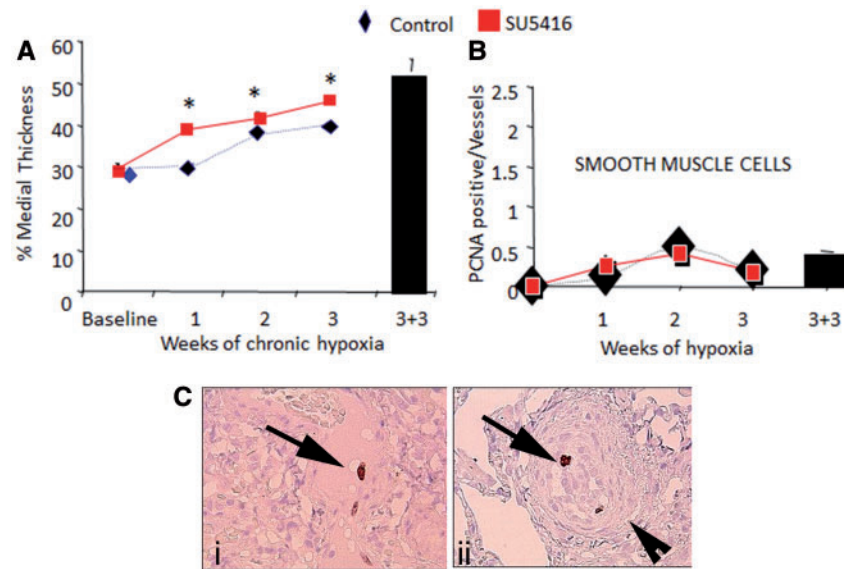 Control SU5416
A
60
50
40
30
20
10
0
% Medial Thickness
* * *
Baseline 1 2 3 3+3
Weeks of chronic hypoxia
B
2.5
2
1.5
1
0.5
0
PCNA positive/Vessels
SMOOTH MUSCLE CELLS
1 2 3 3+3
Weeks of hypoxia
C
i
ii